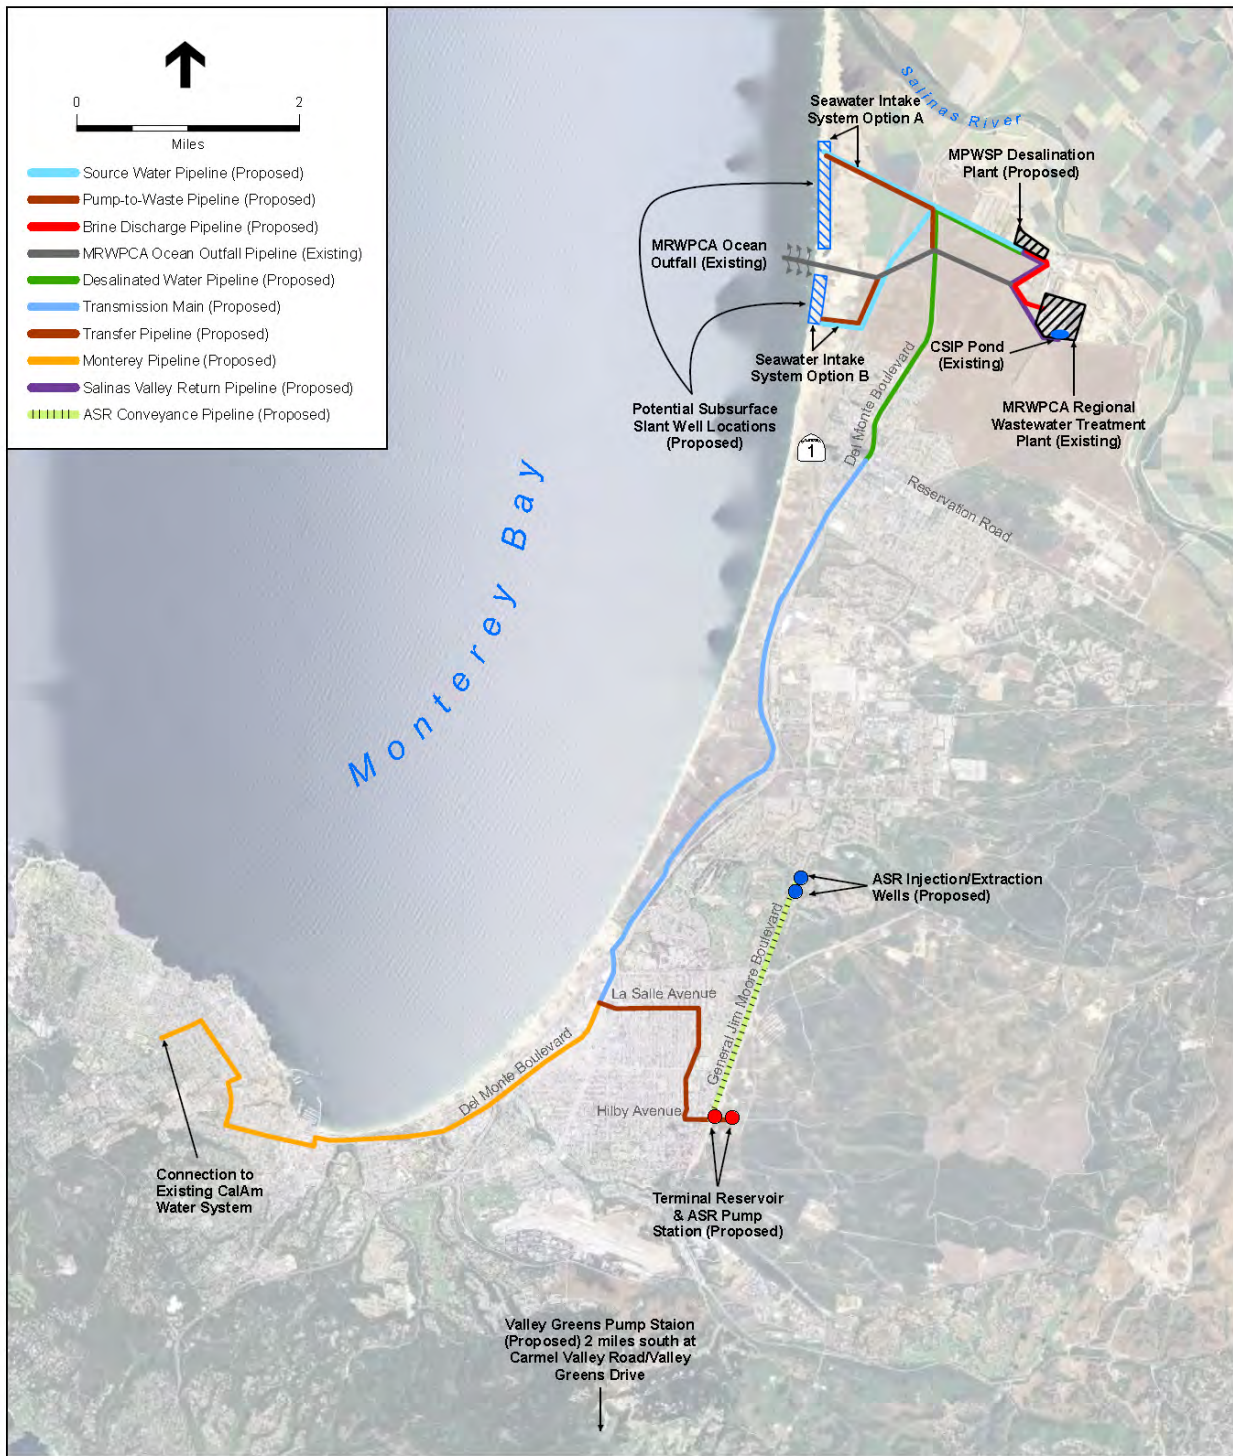 0
2
Miles
Source Water Pipeline (Proposed)
Pump-to-Waste Pipeline (Proposed)
Brine Discharge Pipeline (Proposed)
MRWPCA Ocean Outfall Pipeline (Existing)
Desalinated Water Pipeline (Proposed)
Transmission Main (Proposed)
Transfer Pipeline (Proposed)
Monterey Pipeline (Proposed)
Salinas Valley Return Pipeline (Proposed)
ASR Conveyance Pipeline (Proposed)
Salinas River
Seawater Intake
System Option A
MPWSP Desalination
Plant (Proposed)
MRWPCA Ocean
Outfall (Existing)
CSIP Pond
(Existing)
Seawater Intake
System Option B
Potential Subsurface
Slant Well Locations
(Proposed)
MRWPCA Regional
Wastewater Treatment
Plant (Existing)
Del Monte Boulevard
1
Reservation Road
Monterey Bay
ASR Injection/Extraction
Wells (Proposed)
General Jim Moore Boulevard
La Salle Avenue
Del Monte Boulevard
Hilby Avenue
Connection to
Existing CalAm
Water System
Terminal Reservoir
& ASR Pump
Station (Proposed)
Valley Greens Pump Staion
(Proposed) 2 miles south at
Carmel Valley Road/Valley
Greens Drive